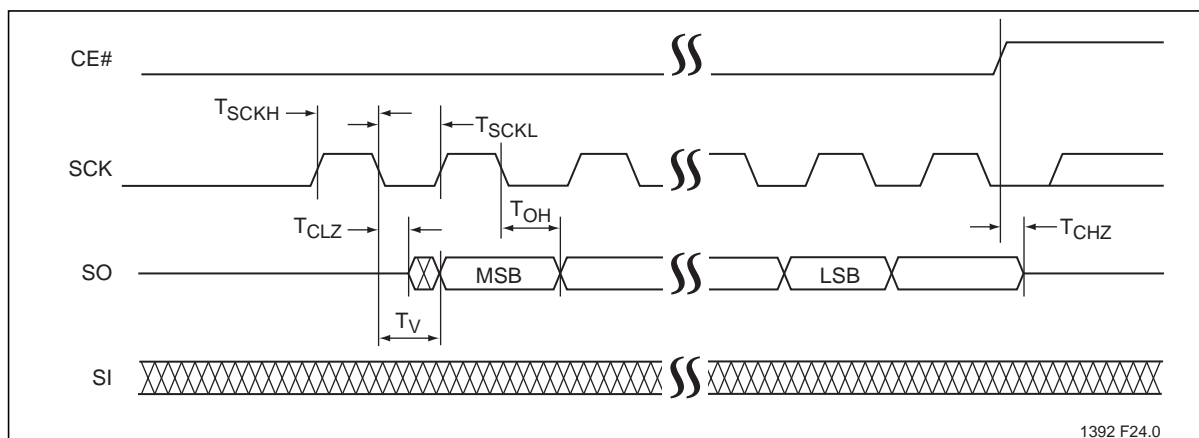 CE#
TSCKH
TSCKL
SCK
TOH
TCLZ
TCHZ
SO
MSB
LSB
TV
SI
1392 F24.0